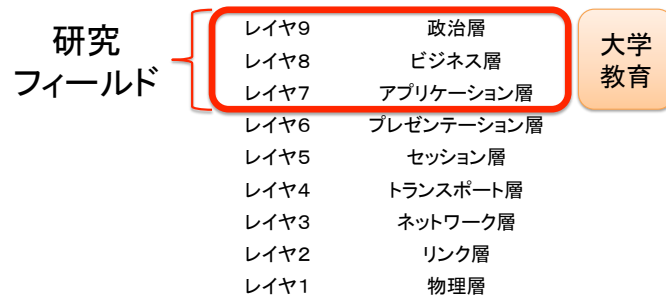 研究
フィールド
レイヤ9 政治層
レイヤ8 ビジネス層
レイヤ7 アプリケーション層
レイヤ6 プレゼンテーション層
レイヤ5 セッション層
レイヤ4 トランスポート層
レイヤ3 ネットワーク層
レイヤ2 リンク層
レイヤ1 物理層
大学
教育